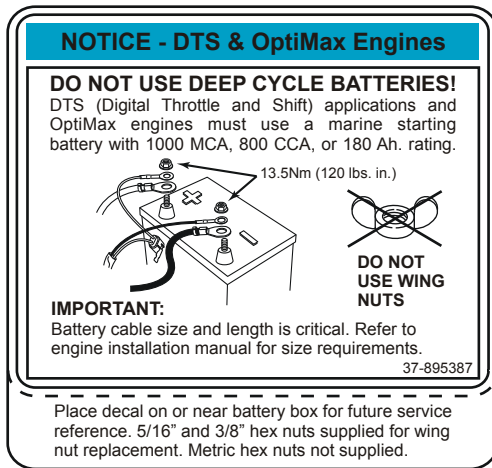 NOTICE - DTS & OptiMax Engines
DO NOT USE DEEP CYCLE BATTERIES!
DTS (Digital Throttle and Shift) applications and
OptiMax engines must use a marine starting
battery with 1000 MCA, 800 CCA, or 180 Ah. rating.
13.5Nm (120 lbs. in.)
DO NOT
USE WING
NUTS
IMPORTANT:
Battery cable size and length is critical. Refer to
engine installation manual for size requirements.
37-895387
Place decal on or near battery box for future service
reference. 5/16” and 3/8” hex nuts supplied for wing
nut replacement. Metric hex nuts not supplied.